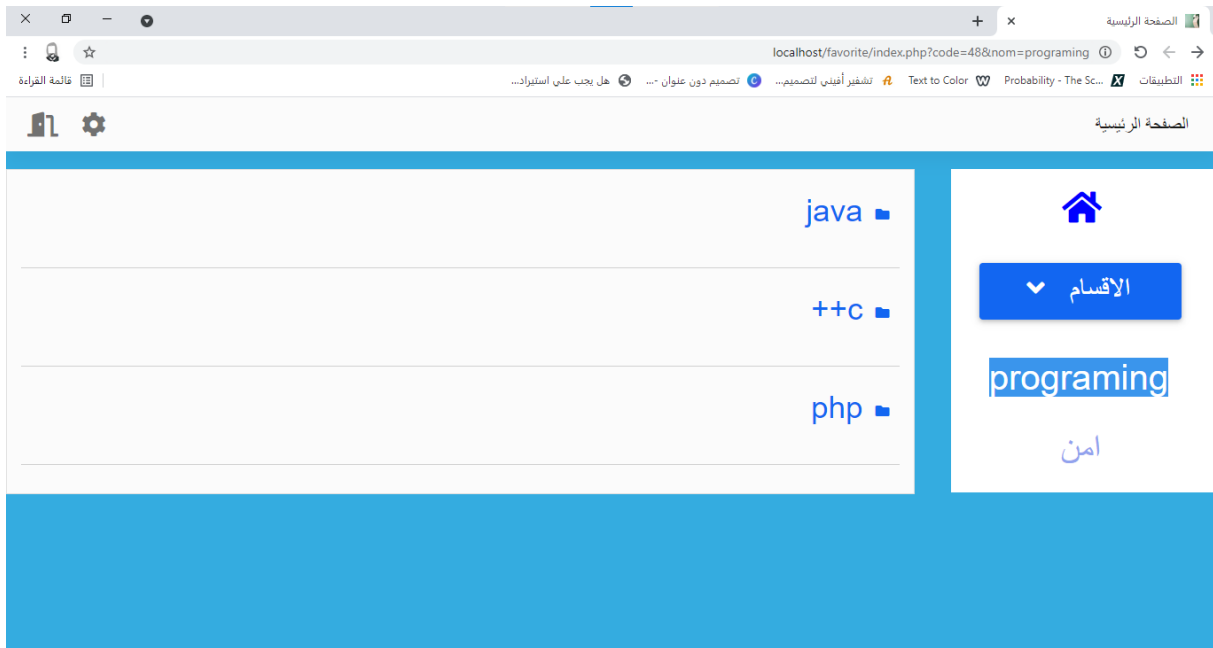 الصفحة الرئيسية
localhost/favorite/index.php?code=48&nom=programing
التطبيقات
Probability - The Sc...
Text to Color
تشفير أفيني لتصميم...
تصميم دون عنوان -...
هل يجب علي استيراد...
قائمة القراءة
الصفحة الرئيسية
الاقسام
programing
امن
java
++c
php